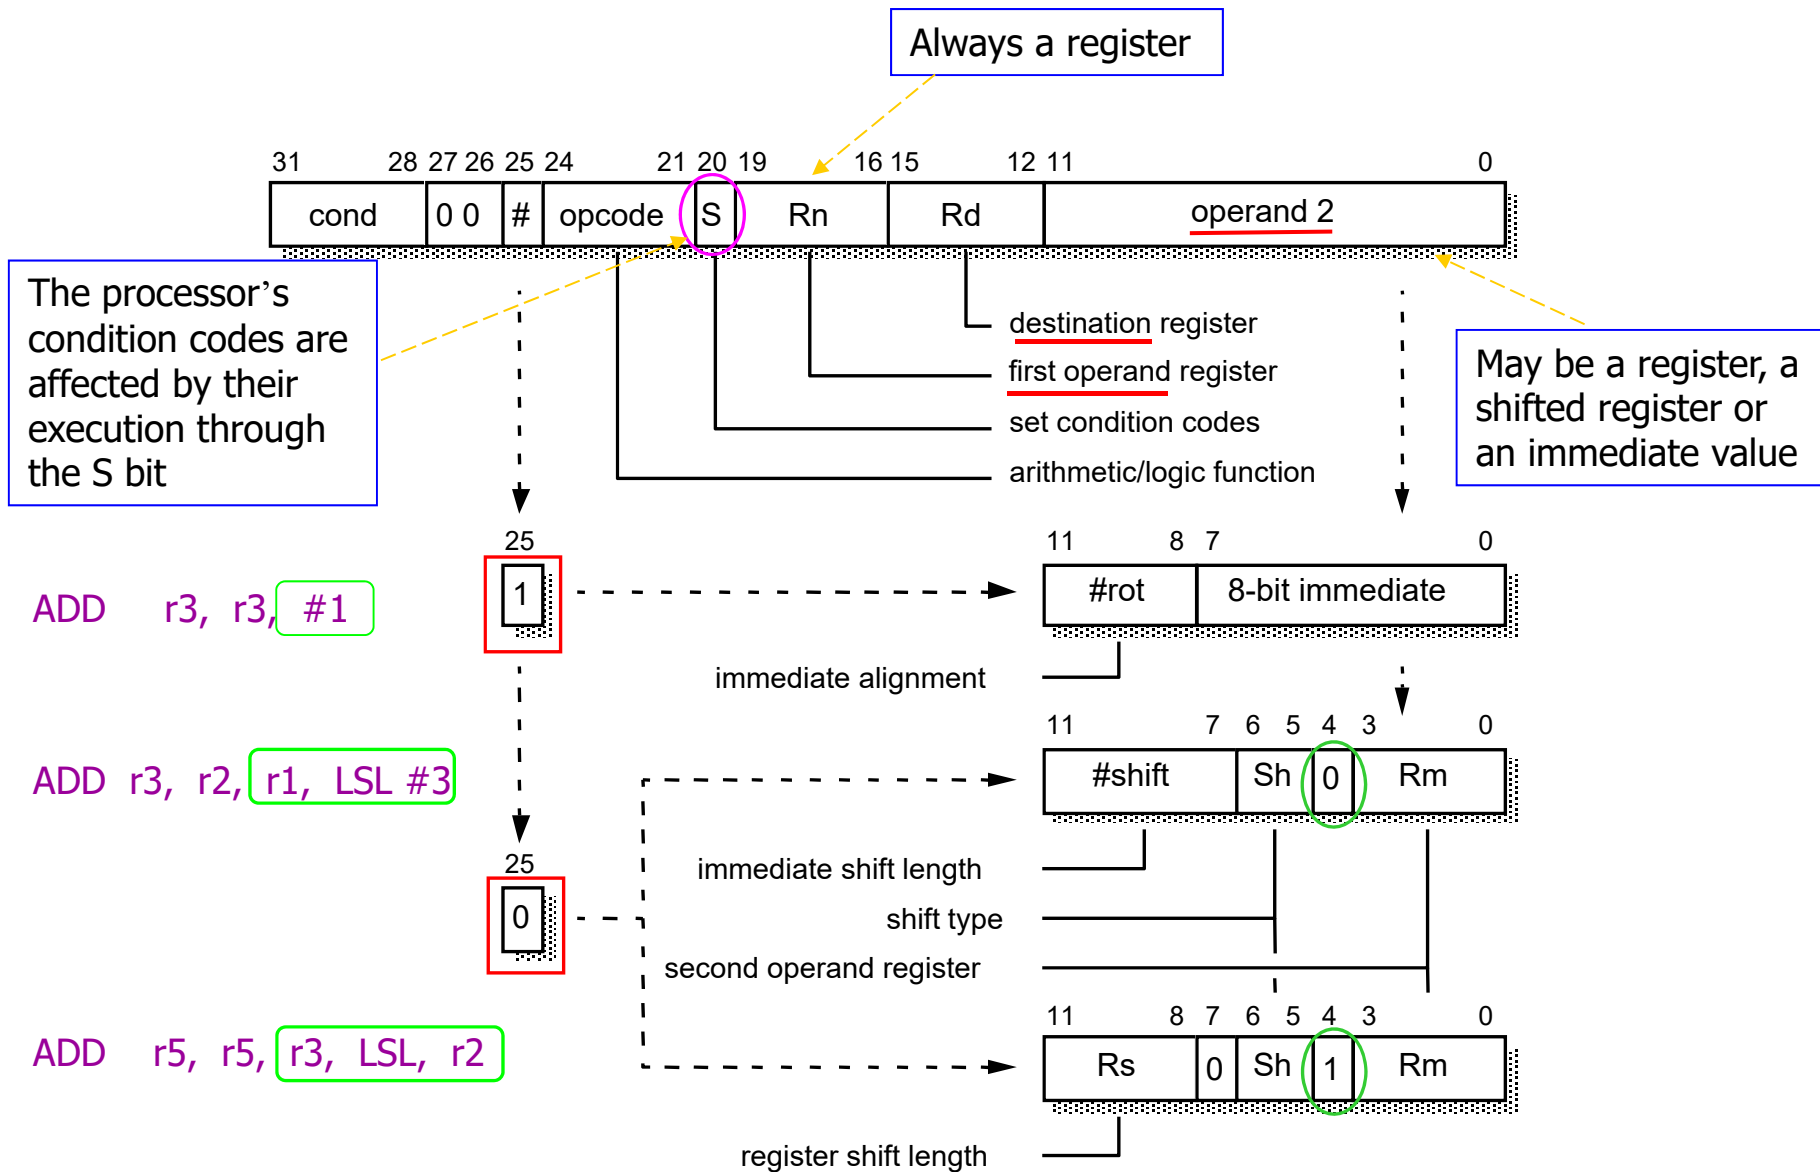 Always a register
31 28 27 26 25 24 21 20 19 16 15 12 11 0
cond 0 0 # opcode S Rn Rd operand 2
The processor’s
condition codes are
affected by their
execution through
the S bit
destination register
first operand register
set condition codes
arithmetic/logic function
May be a register, a
shifted register or
an immediate value
25
1
11 8 7 0
#rot 8-bit immediate
ADD r3, r3, #1
immediate alignment
11 7 6 5 4 3 0
#shift Sh 0 Rm
ADD r3, r2, r1, LSL #3
25
0
immediate shift length
shift type
second operand register
11 8 7 6 5 4 3 0
Rs 0 Sh 1 Rm
ADD r5, r5, r3, LSL, r2
register shift length